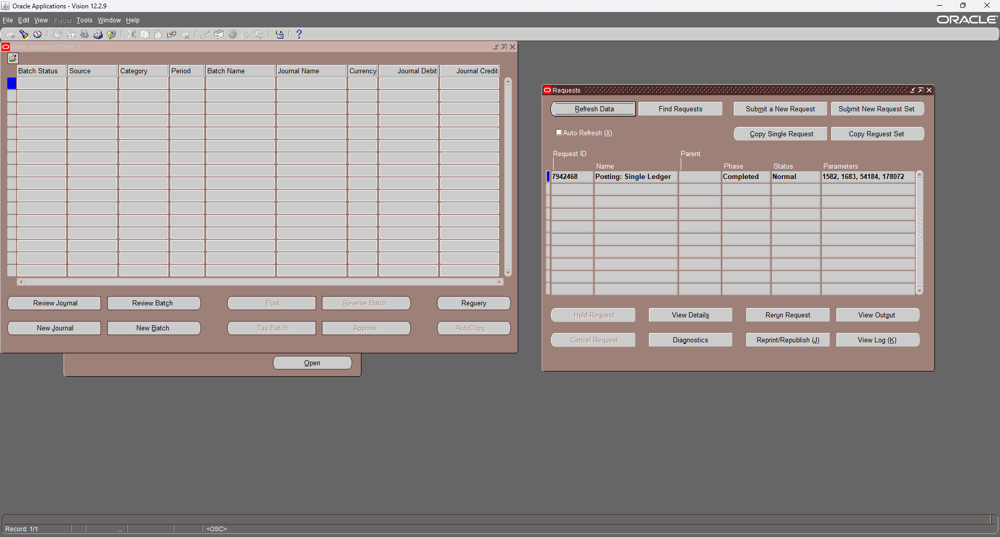 Oracle Applications - Vision 12.2.9
File Edit View Folder Tools Window Help
ORACLE
Enter Journals (CTHM_)
Batch Status Source Category Period Batch Name Journal Name Currency Journal Debit Journal Credit
Review Journal Review Batch Post Reverse Batch Requery
New Journal New Batch Tax Batch Approve AutoCopy...
Open
Requests
Refresh Data Find Requests Submit a New Request Submit New Request Set
Auto Refresh (X) Copy Single Request Copy Request Set
Request ID Parent
Name Phase Status Parameters
7942468 Posting: Single Ledger Completed Normal 1582, 1683, 54184, 178072
Hold Request View Details Rerun Request View Output
Cancel Request Diagnostics Reprint/Republish (J) View Log (K)
Record: 1/1 ... <OSC>